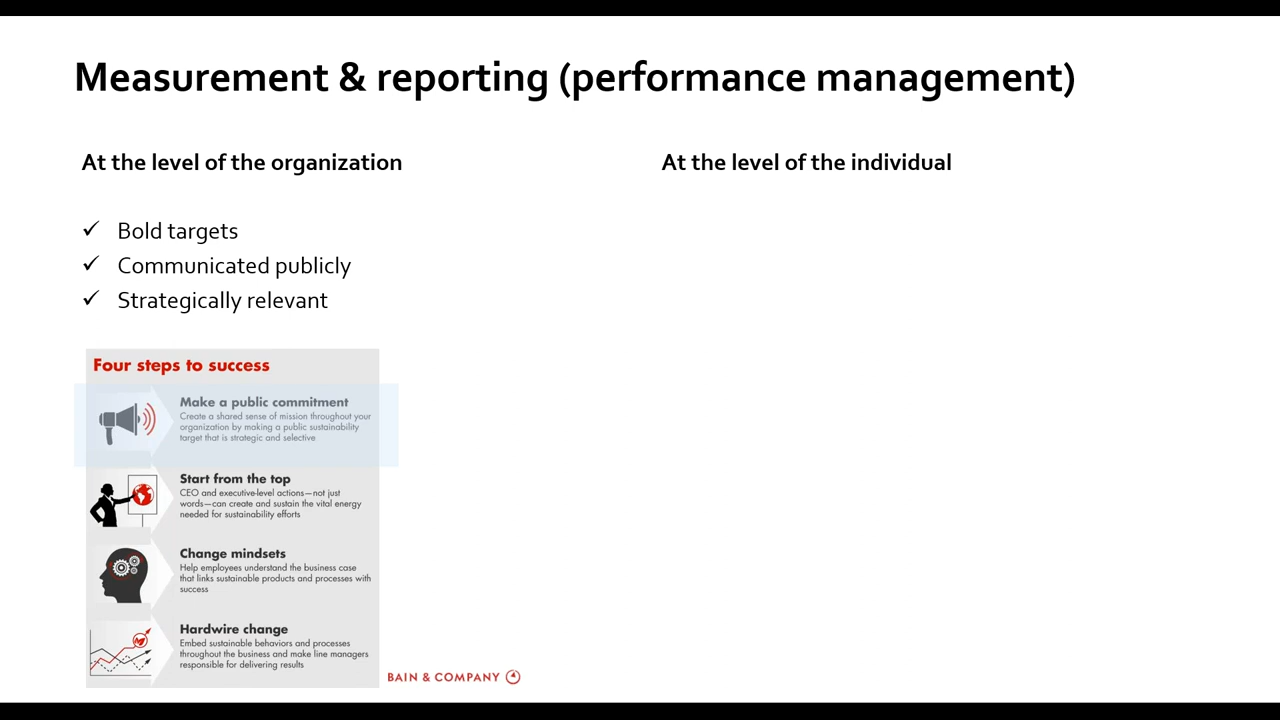 Measurement & reporting (performance management)
At the level of the organization
✓ Bold targets
✓ Communicated publicly
✓ Strategically relevant
Four steps to success
Make a public commitment
Create a shared sense of mission throughout your
organization by making a public sustainability
target that is strategic and selective
Start from the top
CEO and executive-level actions—not just
words—can create and sustain the vital energy
needed for sustainability efforts
Change mindsets
Help employees understand the business case
that links sustainable products and processes with
success
Hardwire change
Embed sustainable behaviors and processes
throughout the business and make line managers
responsible for delivering results
BAIN & COMPANY
At the level of the individual